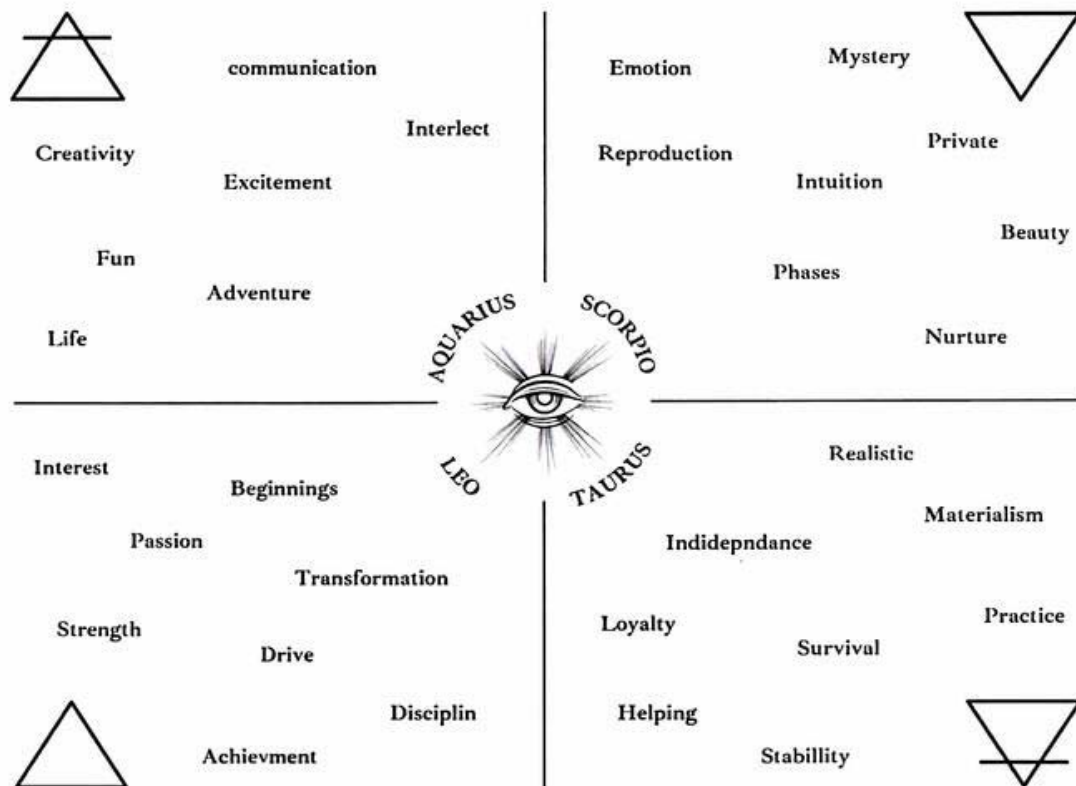 communication
Interlect
Creativity
Excitement
Fun
Adventure
Life
AQUARIUS
Emotion
Mystery
Private
Reproduction
Intuition
Beauty
Phases
Nurture
SCORPIO
LEO
Interest
Beginnings
Passion
Transformation
Strength
Drive
Disciplin
Achievment
TAURUS
Realistic
Materialism
Indidepndance
Practice
Loyalty
Survival
Helping
Stabillity